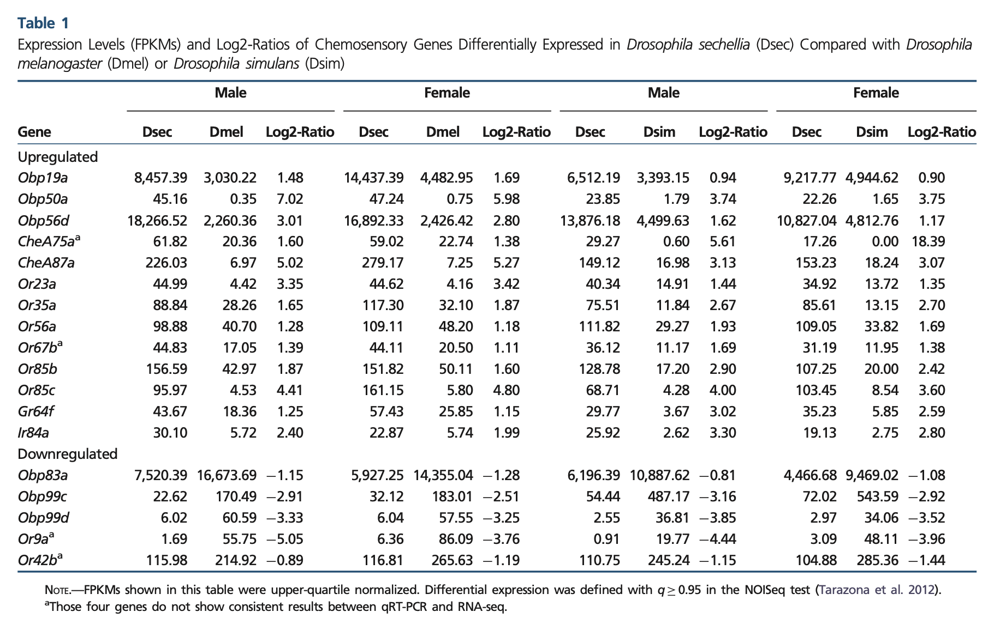 Table 1
Expression Levels (FPKMs) and Log2-Ratios of Chemosensory Genes Differentially Expressed in Drosophila sechellia (Dsec) Compared with Drosophila
melanogaster (Dmel) or Drosophila simulans (Dsim)
Male Female Male Female
Gene Dsec Dmel Log2-Ratio Dsec Dmel Log2-Ratio Dsec Dsim Log2-Ratio Dsec Dsim Log2-Ratio
Upregulated
Obp19a 8,457.39 3,030.22 1.48 14,437.39 4,482.95 1.69 6,512.19 3,393.15 0.94 9,217.77 4,944.62 0.90
Obp50a 45.16 0.35 7.02 47.24 0.75 5.98 23.85 1.79 3.74 22.26 1.65 3.75
Obp56d 18,266.52 2,260.36 3.01 16,892.33 2,426.42 2.80 13,876.18 4,499.63 1.62 10,827.04 4,812.76 1.17
CheA75aᵃ 61.82 20.36 1.60 59.02 22.74 1.38 29.27 0.60 5.61 17.26 0.00 18.39
CheA87a 226.03 6.97 5.02 279.17 7.25 5.27 149.12 16.98 3.13 153.23 18.24 3.07
Or23a 44.99 4.42 3.35 44.62 4.16 3.42 40.34 14.91 1.44 34.92 13.72 1.35
Or35a 88.84 28.26 1.65 117.30 32.10 1.87 75.51 11.84 2.67 85.61 13.15 2.70
Or56a 98.88 40.70 1.28 109.11 48.20 1.18 111.82 29.27 1.93 109.05 33.82 1.69
Or67bᵃ 44.83 17.05 1.39 44.11 20.50 1.11 36.12 11.17 1.69 31.19 11.95 1.38
Or85b 156.59 42.97 1.87 151.82 50.11 1.60 128.78 17.20 2.90 107.25 20.00 2.42
Or85c 95.97 4.53 4.41 161.15 5.80 4.80 68.71 4.28 4.00 103.45 8.54 3.60
Gr64f 43.67 18.36 1.25 57.43 25.85 1.15 29.77 3.67 3.02 35.23 5.85 2.59
Ir84a 30.10 5.72 2.40 22.87 5.74 1.99 25.92 2.62 3.30 19.13 2.75 2.80
Downregulated
Obp83a 7,520.39 16,673.69 −1.15 5,927.25 14,355.04 −1.28 6,196.39 10,887.62 −0.81 4,466.68 9,469.02 −1.08
Obp99c 22.62 170.49 −2.91 32.12 183.01 −2.51 54.44 487.17 −3.16 72.02 543.59 −2.92
Obp99d 6.02 60.59 −3.33 6.04 57.55 −3.25 2.55 36.81 −3.85 2.97 34.06 −3.52
Or9aᵃ 1.69 55.75 −5.05 6.36 86.09 −3.76 0.91 19.77 −4.44 3.09 48.11 −3.96
Or42bᵃ 115.98 214.92 −0.89 116.81 265.63 −1.19 110.75 245.24 −1.15 104.88 285.36 −1.44
NOTE.—FPKMs shown in this table were upper-quartile normalized. Differential expression was defined with q ≥ 0.95 in the NOISeq test (Tarazona et al. 2012).
ᵃThose four genes do not show consistent results between qRT-PCR and RNA-seq.